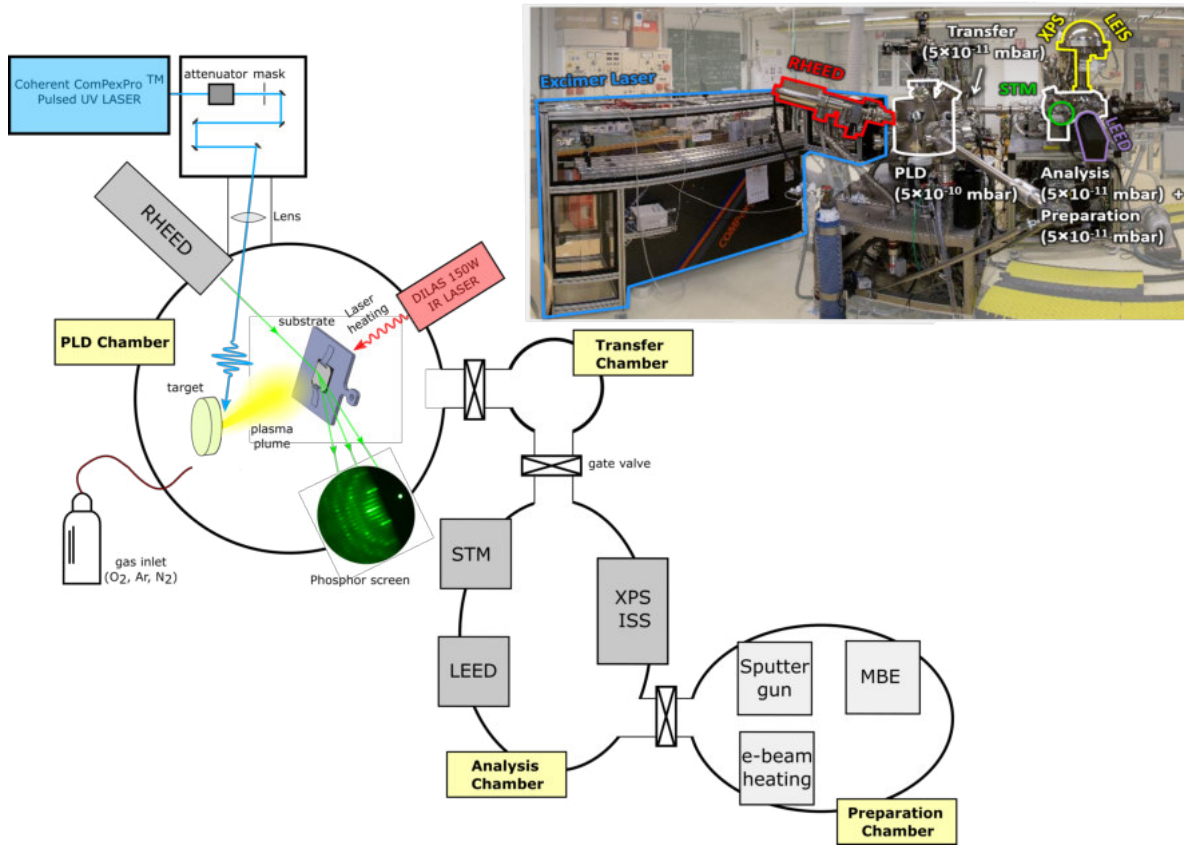 Coherent ComPexPro TM
Pulsed UV LASER
attenuator mask
Lens
RHEED
DILAS 150W
IR LASER
Laser
heating
substrate
PLD Chamber
target
plasma
plume
gas inlet
(O2, Ar, N2)
Phosphor screen
Transfer
Chamber
gate valve
STM
XPS
ISS
LEED
Analysis
Chamber
Sputter
gun
MBE
e-beam
heating
Preparation
Chamber
Excimer Laser
RHEED
Transfer
(5×10-11 mbar)
XPS
LEIS
STM
LEED
PLD
(5×10-10 mbar)
Analysis
(5×10-11 mbar) +
Preparation
(5×10-11 mbar)